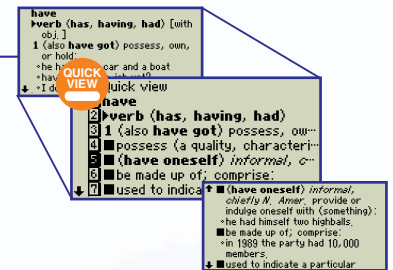 have
▶verb (has, having, had) [with
obj.]
1 (also have got) possess, own,
or hold:
∘he h car and a boat
∘hav
∘I d
QUICK
VIEW
Quick view
1 have
2 ▶verb (has, having, had)
3 1 (also have got) possess, ow…
4 ■possess (a quality, characteri…
5 ■(have oneself) informal, c…
6 ■be made up of; comprise:
7 ■used to indica
■(have oneself) informal,
chiefly N. Amer. provide or
indulge oneself with (something):
∘he had himself two highballs.
■be made up of; comprise:
∘in 1989 the party had 10,000
members.
■used to indicate a particular